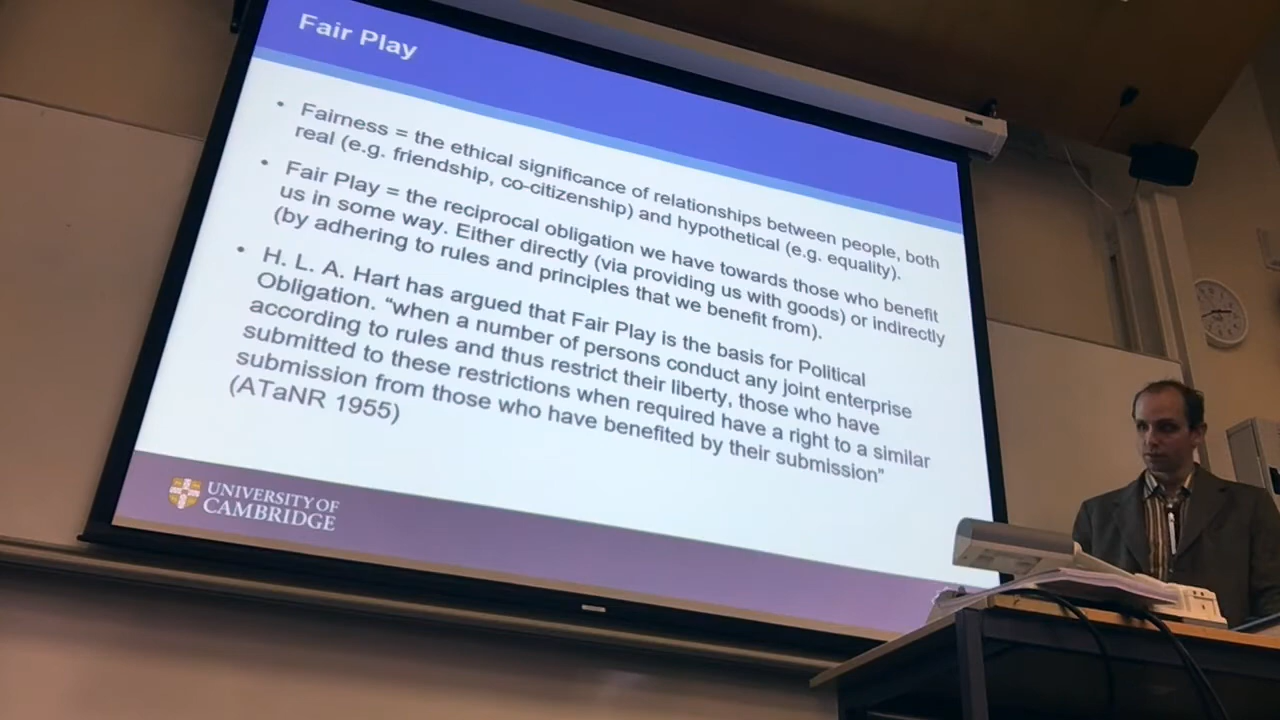 Fair Play
• Fairness = the ethical significance of relationships between people, both
real (e.g. friendship, co-citizenship) and hypothetical (e.g. equality).
• Fair Play = the reciprocal obligation we have towards those who benefit
us in some way. Either directly (via providing us with goods) or indirectly
(by adhering to rules and principles that we benefit from).
• H. L. A. Hart has argued that Fair Play is the basis for Political
Obligation. “when a number of persons conduct any joint enterprise
according to rules and thus restrict their liberty, those who have
submitted to these restrictions when required have a right to a similar
submission from those who have benefited by their submission”
(ATaNR 1955)
UNIVERSITY OF
CAMBRIDGE